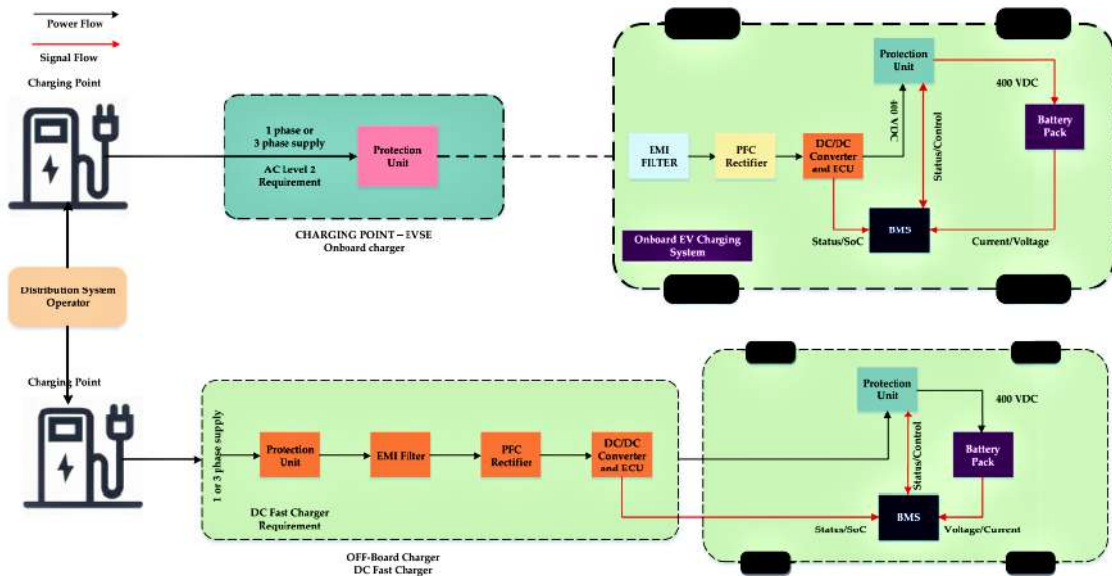 Power Flow
Signal Flow
Charging Point
1 phase or
3 phase supply
AC Level 2
Requirement
Protection
Unit
CHARGING POINT – EVSE
Onboard charger
EMI
FILTER
PFC
Rectifier
DC/DC
Converter
and ECU
400 VDC
Protection
Unit
Status/Control
400 VDC
Battery
Pack
BMS
Status/SoC
Current/Voltage
Onboard EV Charging
System
Distribution System
Operator
Charging Point
1 or 3 phase supply
Protection
Unit
EMI Filter
PFC
Rectifier
DC/DC
Converter
and ECU
DC Fast Charger
Requirement
OFF-Board Charger
DC Fast Charger
Protection
Unit
400 VDC
Status/Control
Battery
Pack
BMS
Status/SoC
Voltage/Current